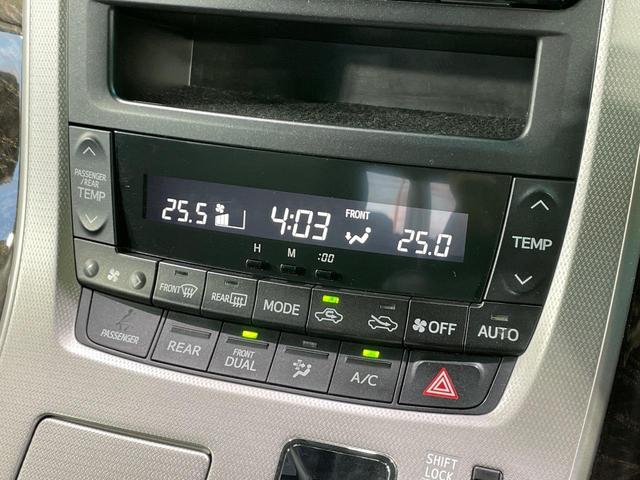 PASSENGER
/REAR
TEMP
25.5 4:03 FRONT 25.0
H M :00
TEMP
FRONT REAR MODE OFF AUTO
PASSENGER REAR FRONT DUAL A/C
SHIFT
LOCK